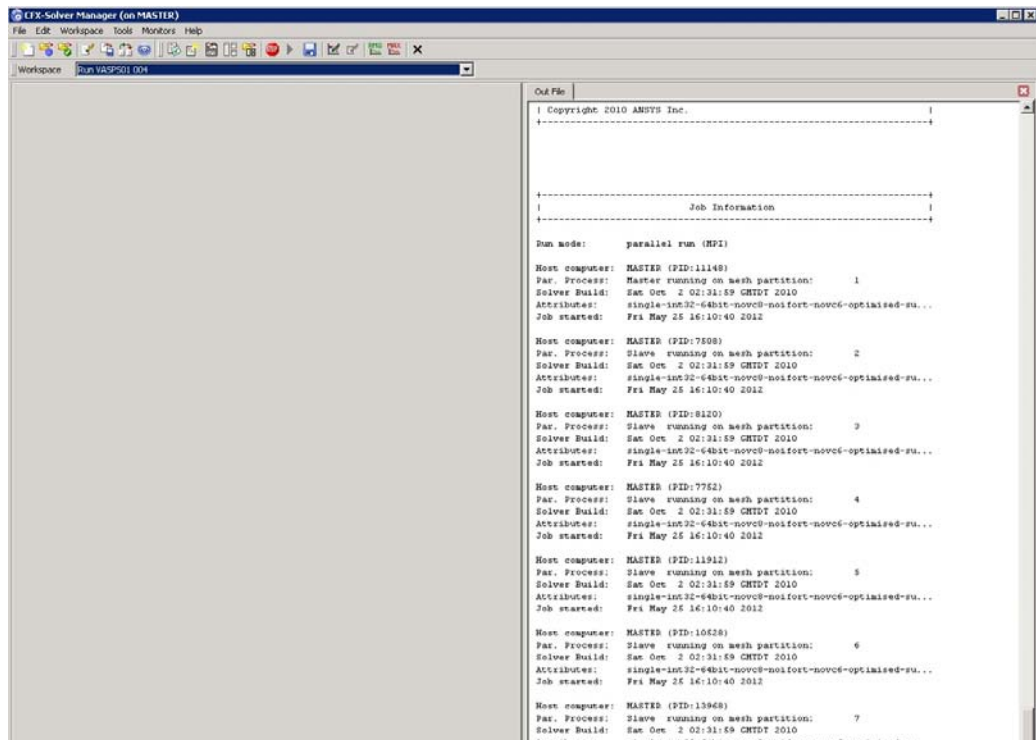 CFX-Solver Manager (on MASTER)
File Edit Workspace Tools Monitors Help
Workspace Run VASPS01 004
Out File
| Copyright 2010 ANSYS Inc. |
+--------------------------------------------------------------------+
+--------------------------------------------------------------------+
| Job Information |
+--------------------------------------------------------------------+
Run mode: parallel run (MPI)
Host computer: MASTER (PID:11148)
Par. Process: Master running on mesh partition: 1
Solver Build: Sat Oct 2 02:31:59 GMTDT 2010
Attributes: single-int32-64bit-novc8-noifort-novc6-optimised-su...
Job started: Fri May 25 16:10:40 2012
Host computer: MASTER (PID:7508)
Par. Process: Slave running on mesh partition: 2
Solver Build: Sat Oct 2 02:31:59 GMTDT 2010
Attributes: single-int32-64bit-novc8-noifort-novc6-optimised-su...
Job started: Fri May 25 16:10:40 2012
Host computer: MASTER (PID:8120)
Par. Process: Slave running on mesh partition: 3
Solver Build: Sat Oct 2 02:31:59 GMTDT 2010
Attributes: single-int32-64bit-novc8-noifort-novc6-optimised-su...
Job started: Fri May 25 16:10:40 2012
Host computer: MASTER (PID:7752)
Par. Process: Slave running on mesh partition: 4
Solver Build: Sat Oct 2 02:31:59 GMTDT 2010
Attributes: single-int32-64bit-novc8-noifort-novc6-optimised-su...
Job started: Fri May 25 16:10:40 2012
Host computer: MASTER (PID:11912)
Par. Process: Slave running on mesh partition: 5
Solver Build: Sat Oct 2 02:31:59 GMTDT 2010
Attributes: single-int32-64bit-novc8-noifort-novc6-optimised-su...
Job started: Fri May 25 16:10:40 2012
Host computer: MASTER (PID:10528)
Par. Process: Slave running on mesh partition: 6
Solver Build: Sat Oct 2 02:31:59 GMTDT 2010
Attributes: single-int32-64bit-novc8-noifort-novc6-optimised-su...
Job started: Fri May 25 16:10:40 2012
Host computer: MASTER (PID:13968)
Par. Process: Slave running on mesh partition: 7
Solver Build: Sat Oct 2 02:31:59 GMTDT 2010